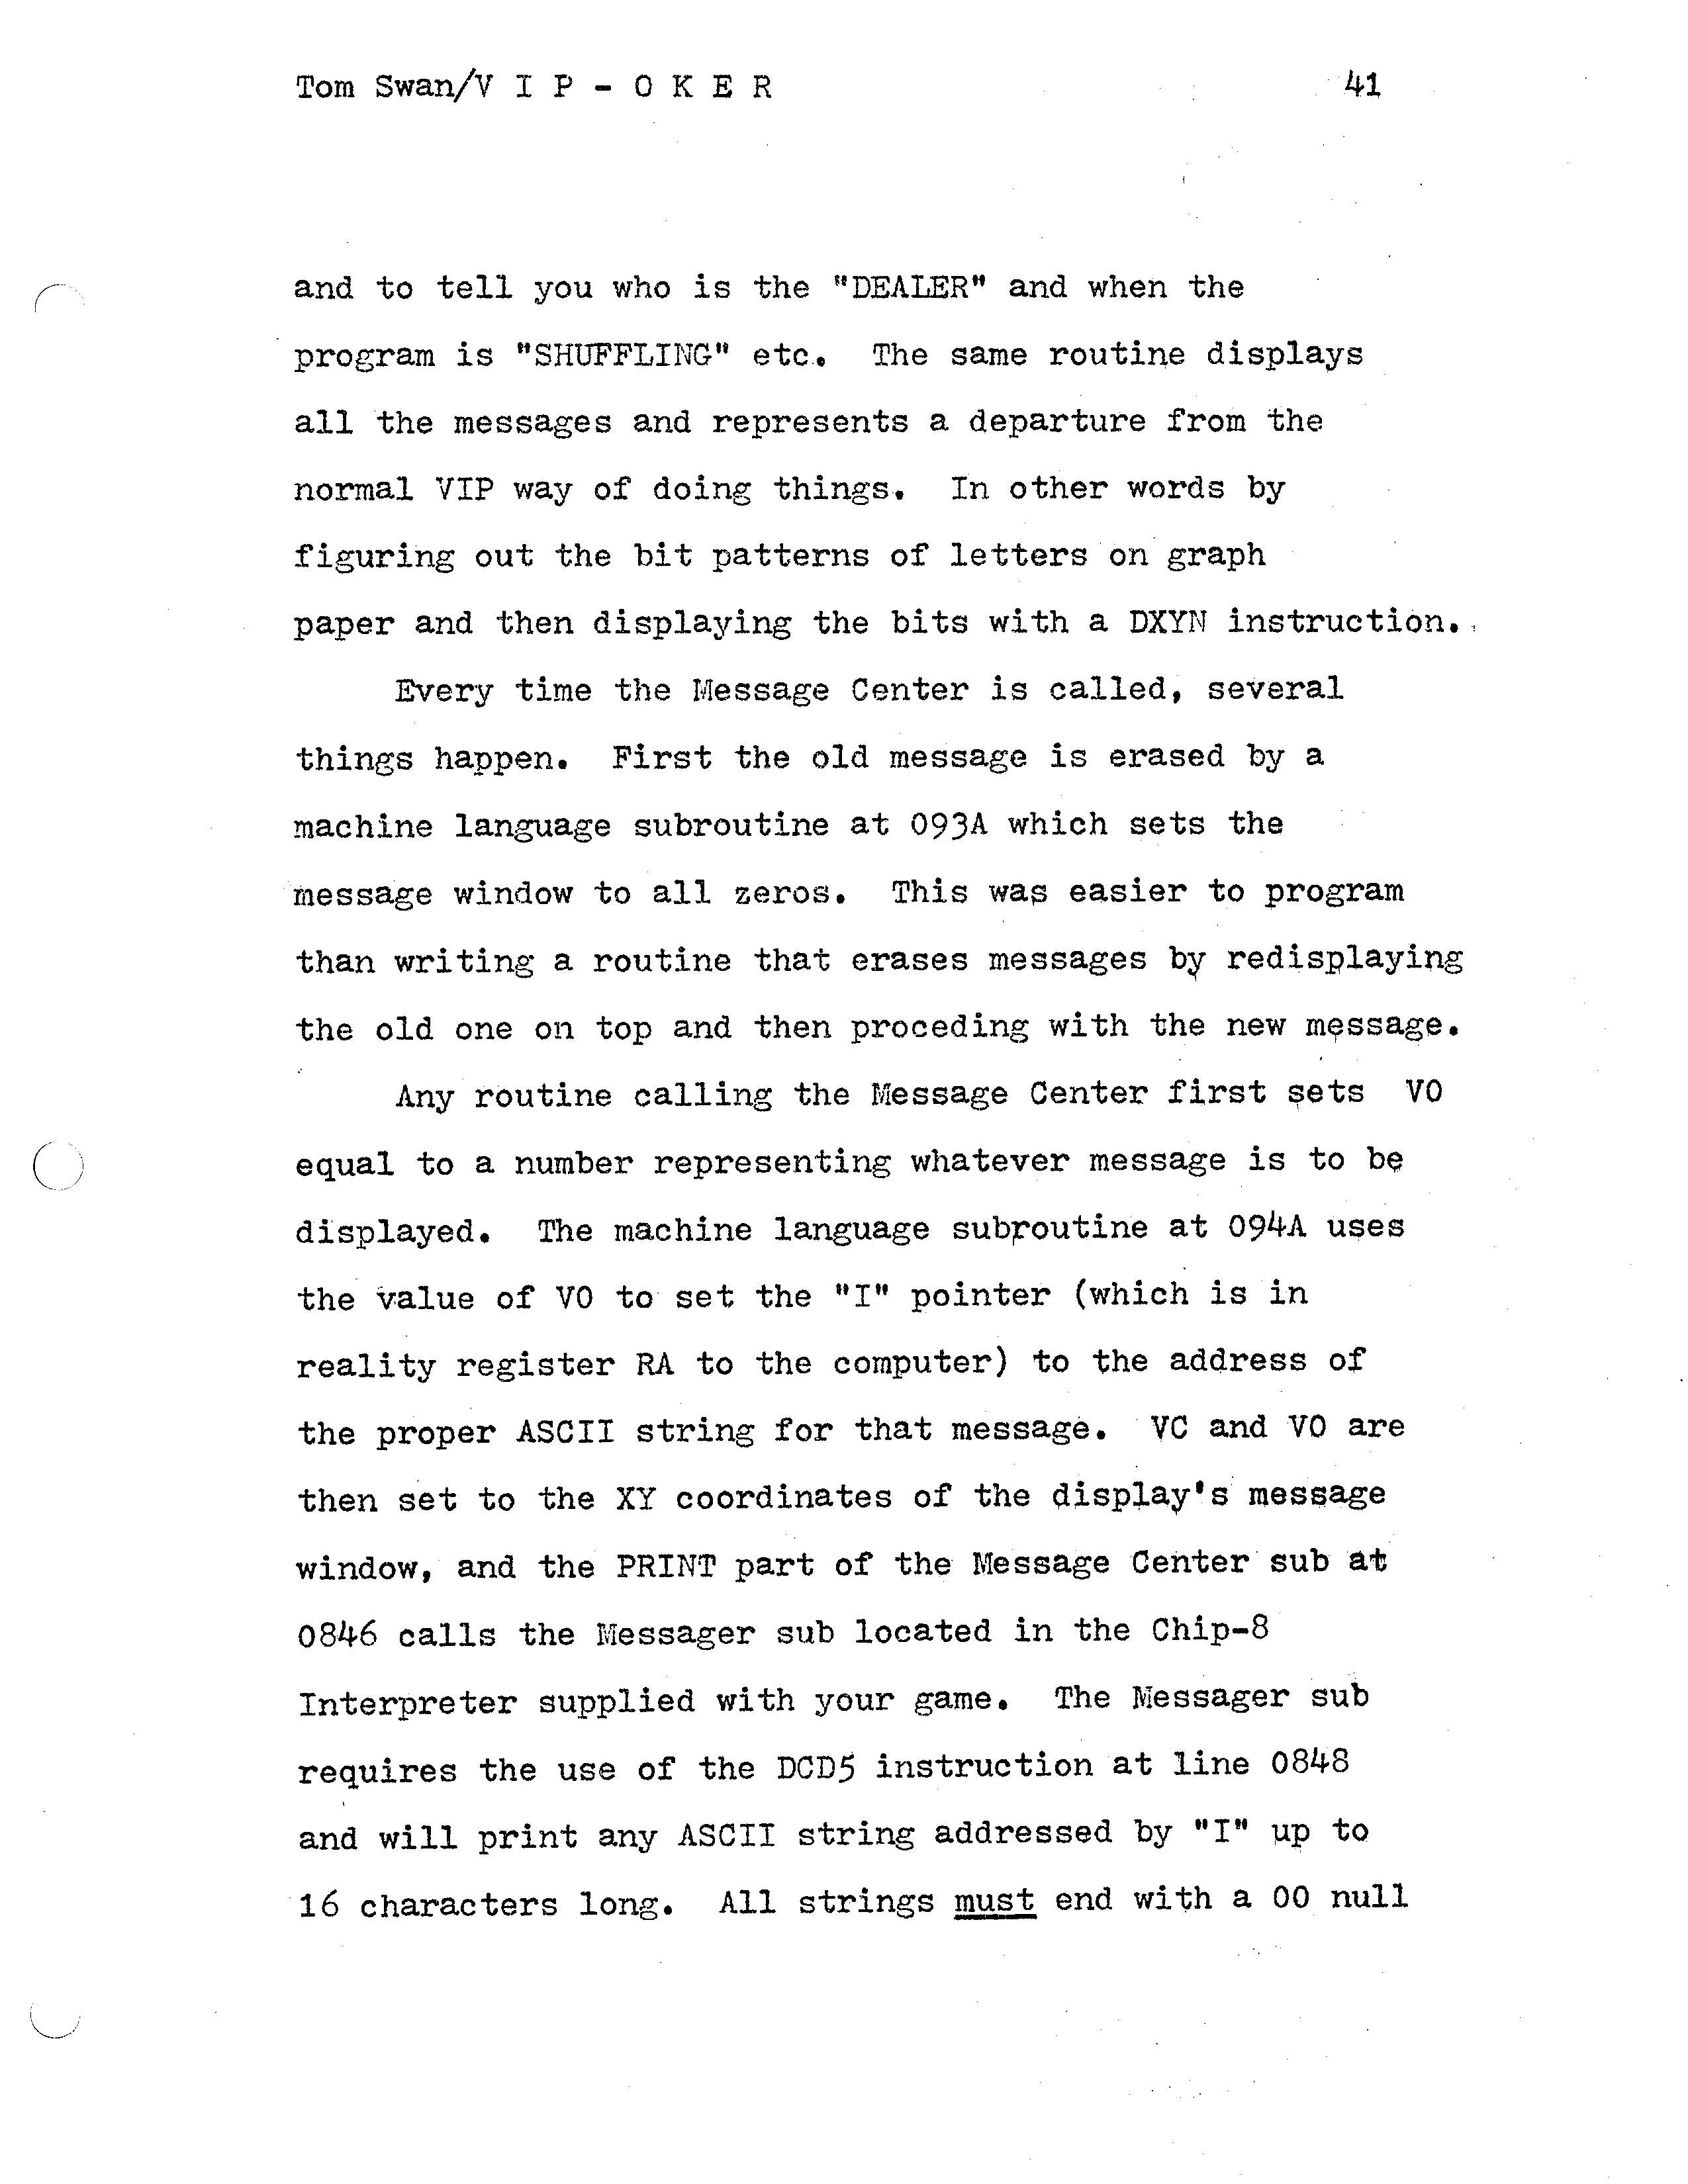 Tom Swan/V I P - O K E R 41
and to tell you who is the "DEALER" and when the
program is "SHUFFLING" etc. The same routine displays
all the messages and represents a departure from the
normal VIP way of doing things. In other words by
figuring out the bit patterns of letters on graph
paper and then displaying the bits with a DXYN instruction.
Every time the Message Center is called, several
things happen. First the old message is erased by a
machine language subroutine at 093A which sets the
message window to all zeros. This was easier to program
than writing a routine that erases messages by redisplaying
the old one on top and then proceding with the new message.
Any routine calling the Message Center first sets V0
equal to a number representing whatever message is to be
displayed. The machine language subroutine at 094A uses
the value of V0 to set the "I" pointer (which is in
reality register RA to the computer) to the address of
the proper ASCII string for that message. VC and V0 are
then set to the XY coordinates of the display's message
window, and the PRINT part of the Message Center sub at
0846 calls the Messager sub located in the Chip-8
Interpreter supplied with your game. The Messager sub
requires the use of the DCD5 instruction at line 0848
and will print any ASCII string addressed by "I" up to
16 characters long. All strings must end with a 00 null